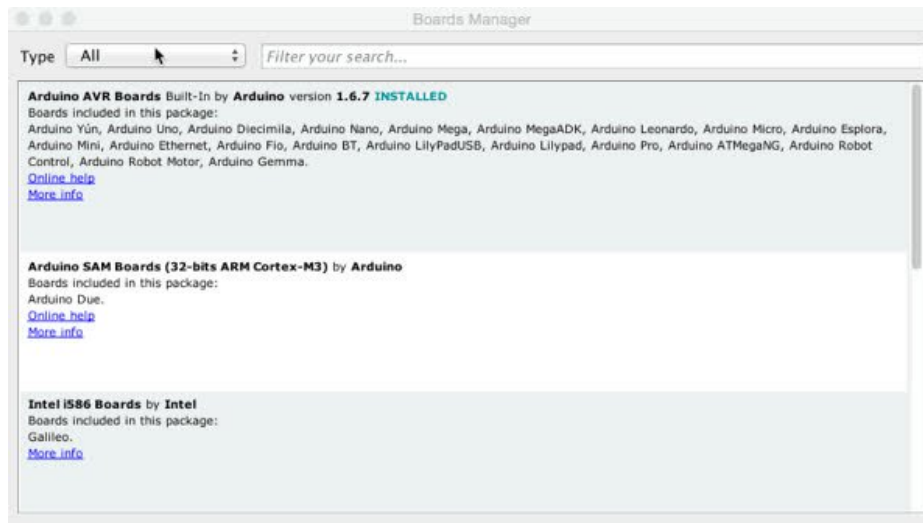 Boards Manager
Type All Filter your search...
Arduino AVR Boards Built-In by Arduino version 1.6.7 INSTALLED
Boards included in this package:
Arduino Yún, Arduino Uno, Arduino Diecimila, Arduino Nano, Arduino Mega, Arduino MegaADK, Arduino Leonardo, Arduino Micro, Arduino Esplora,
Arduino Mini, Arduino Ethernet, Arduino Fio, Arduino BT, Arduino LilyPadUSB, Arduino Lilypad, Arduino Pro, Arduino ATMegaNG, Arduino Robot
Control, Arduino Robot Motor, Arduino Gemma.
Online help
More info
Arduino SAM Boards (32-bits ARM Cortex-M3) by Arduino
Boards included in this package:
Arduino Due.
Online help
More info
Intel i586 Boards by Intel
Boards included in this package:
Galileo.
More info